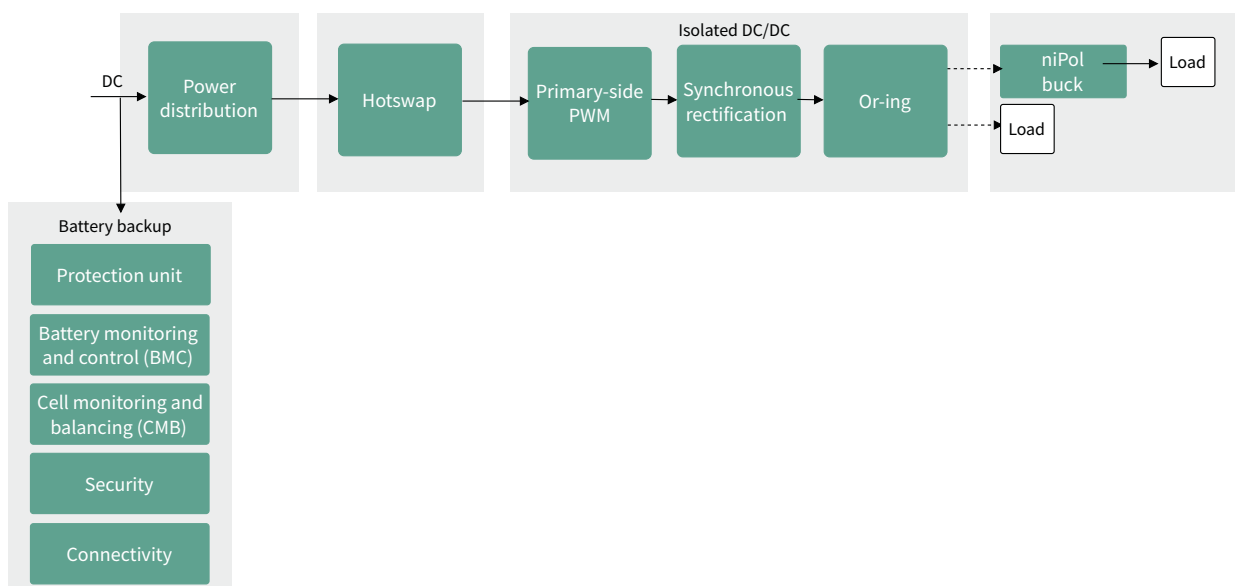 DC
Power
distribution
Hotswap
Isolated DC/DC
Primary-side
PWM
Synchronous
rectification
Or-ing
niPol
buck
Load
Load
Battery backup
Protection unit
Battery monitoring
and control (BMC)
Cell monitoring and
balancing (CMB)
Security
Connectivity